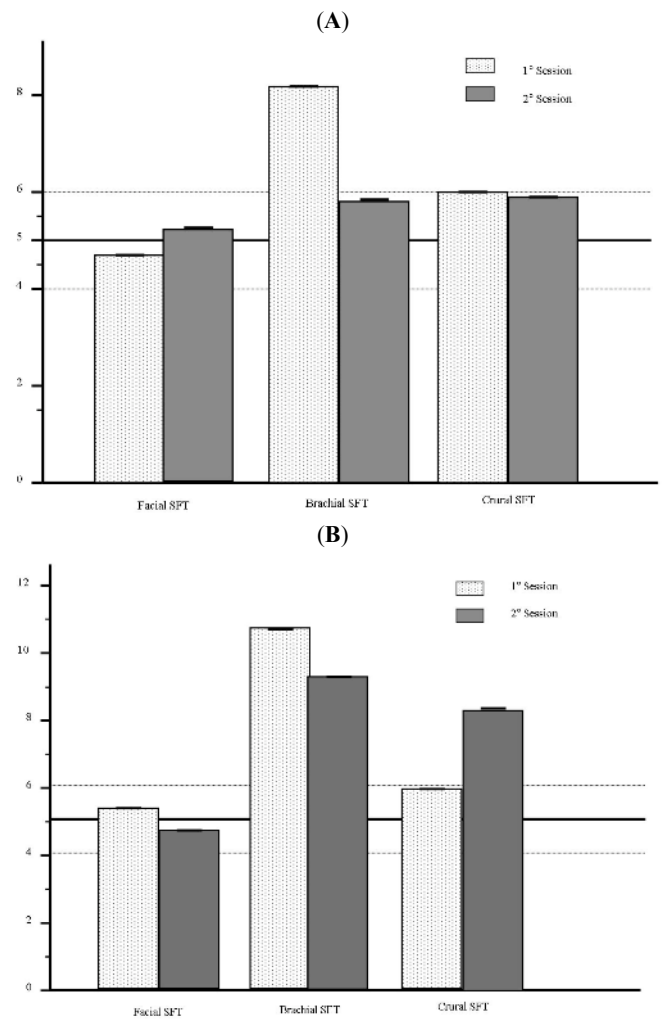 (A)
8
6
5
4
2
0
1° Session
2° Session
Facial SFT
Brachial SFT
Crural SFT
(B)
12
10
8
6
4
2
0
1° Session
2° Session
Facial SFT
Brachial SFT
Crural SFT